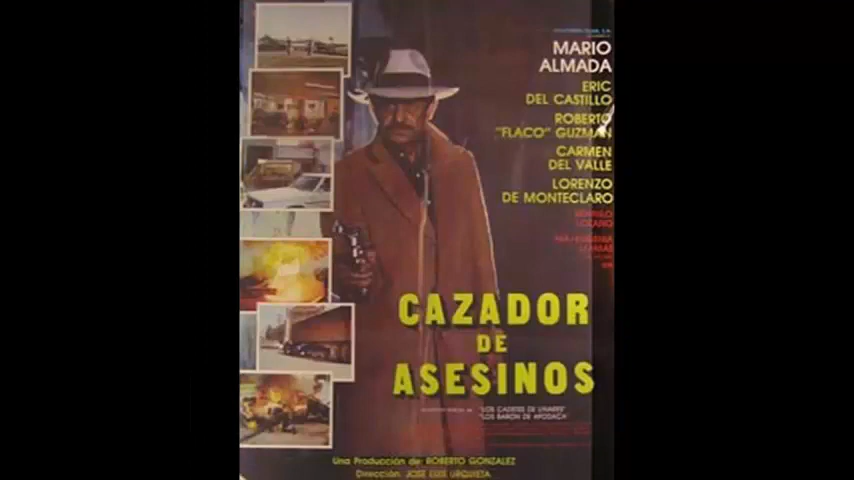 MARIO
ALMADA
ERIC
DEL CASTILLO
ROBERTO
"FLACO" GUZMAN
CARMEN
DEL VALLE
LORENZO
DE MONTECLARO
LOZANO
CAZADOR
DE
ASESINOS
"LOS CADETES DE LINARES"
"LOS BARON DE APODACA"
Una Producción de: ROBERTO GONZALEZ
Dirección: JOSE LUIS URQUIETA